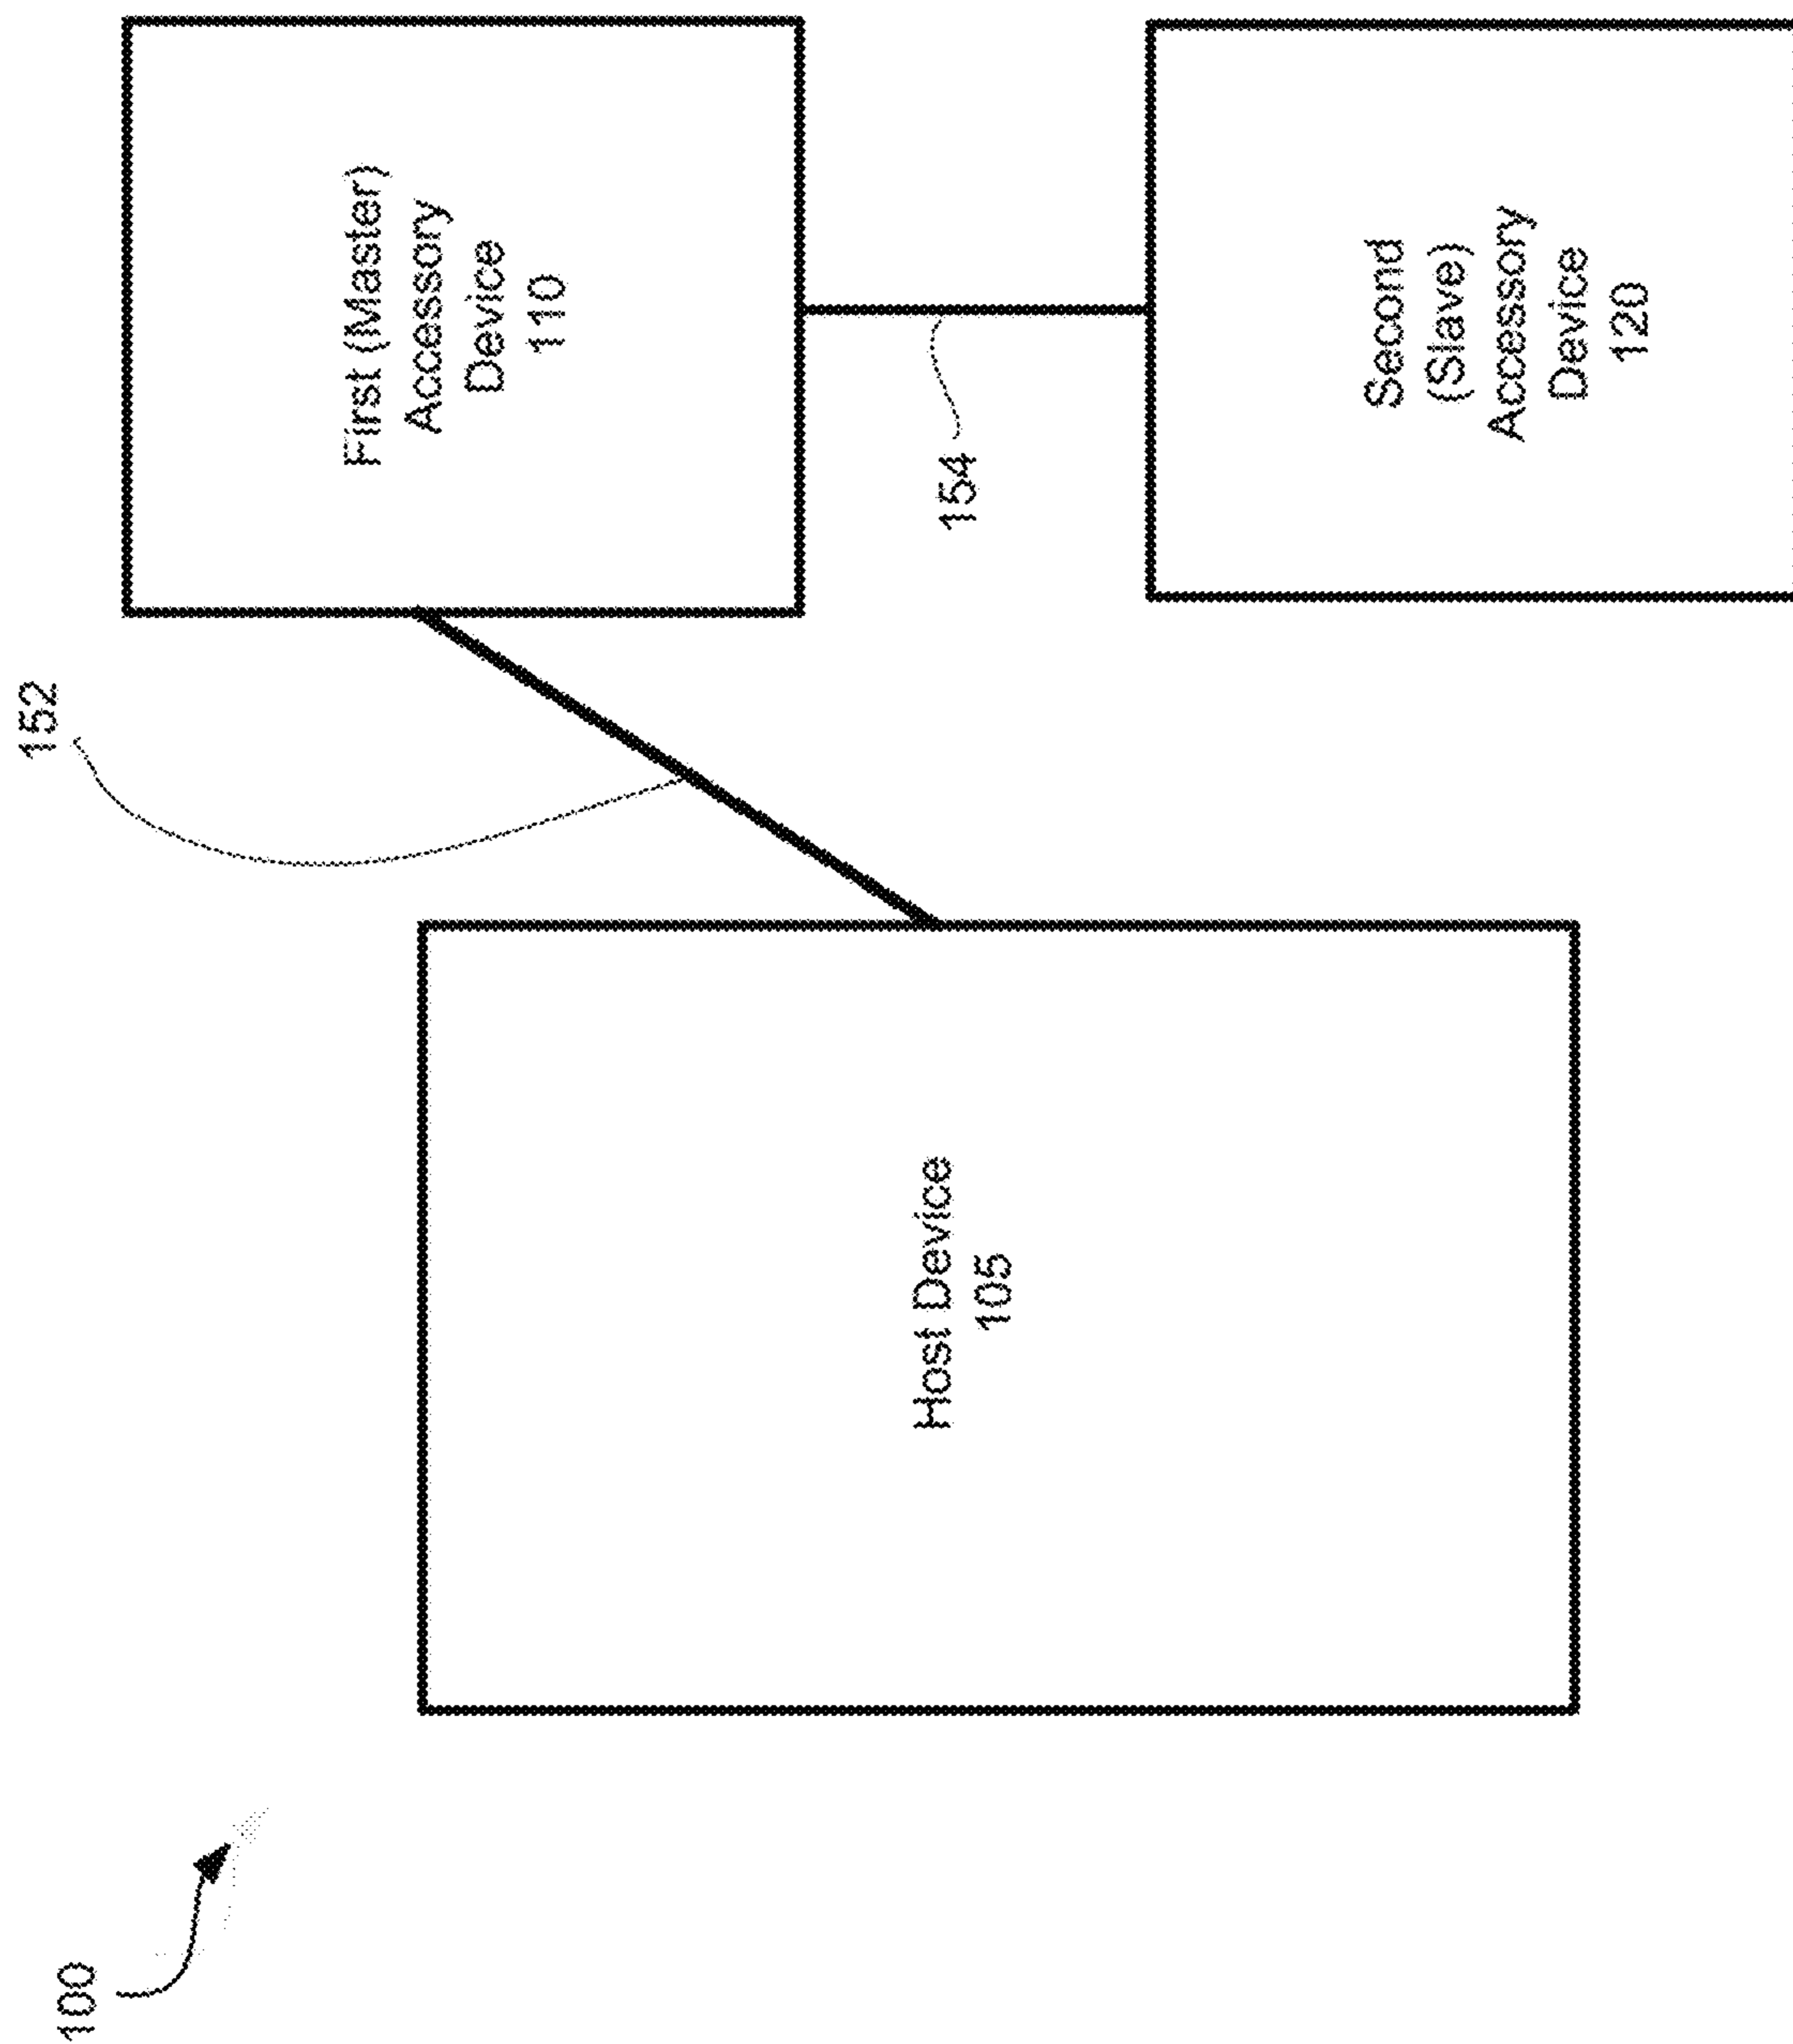 100
152
Host Device
105
First (Master)
Accessory
Device
110
154
Second
(Slave)
Accessory
Device
120